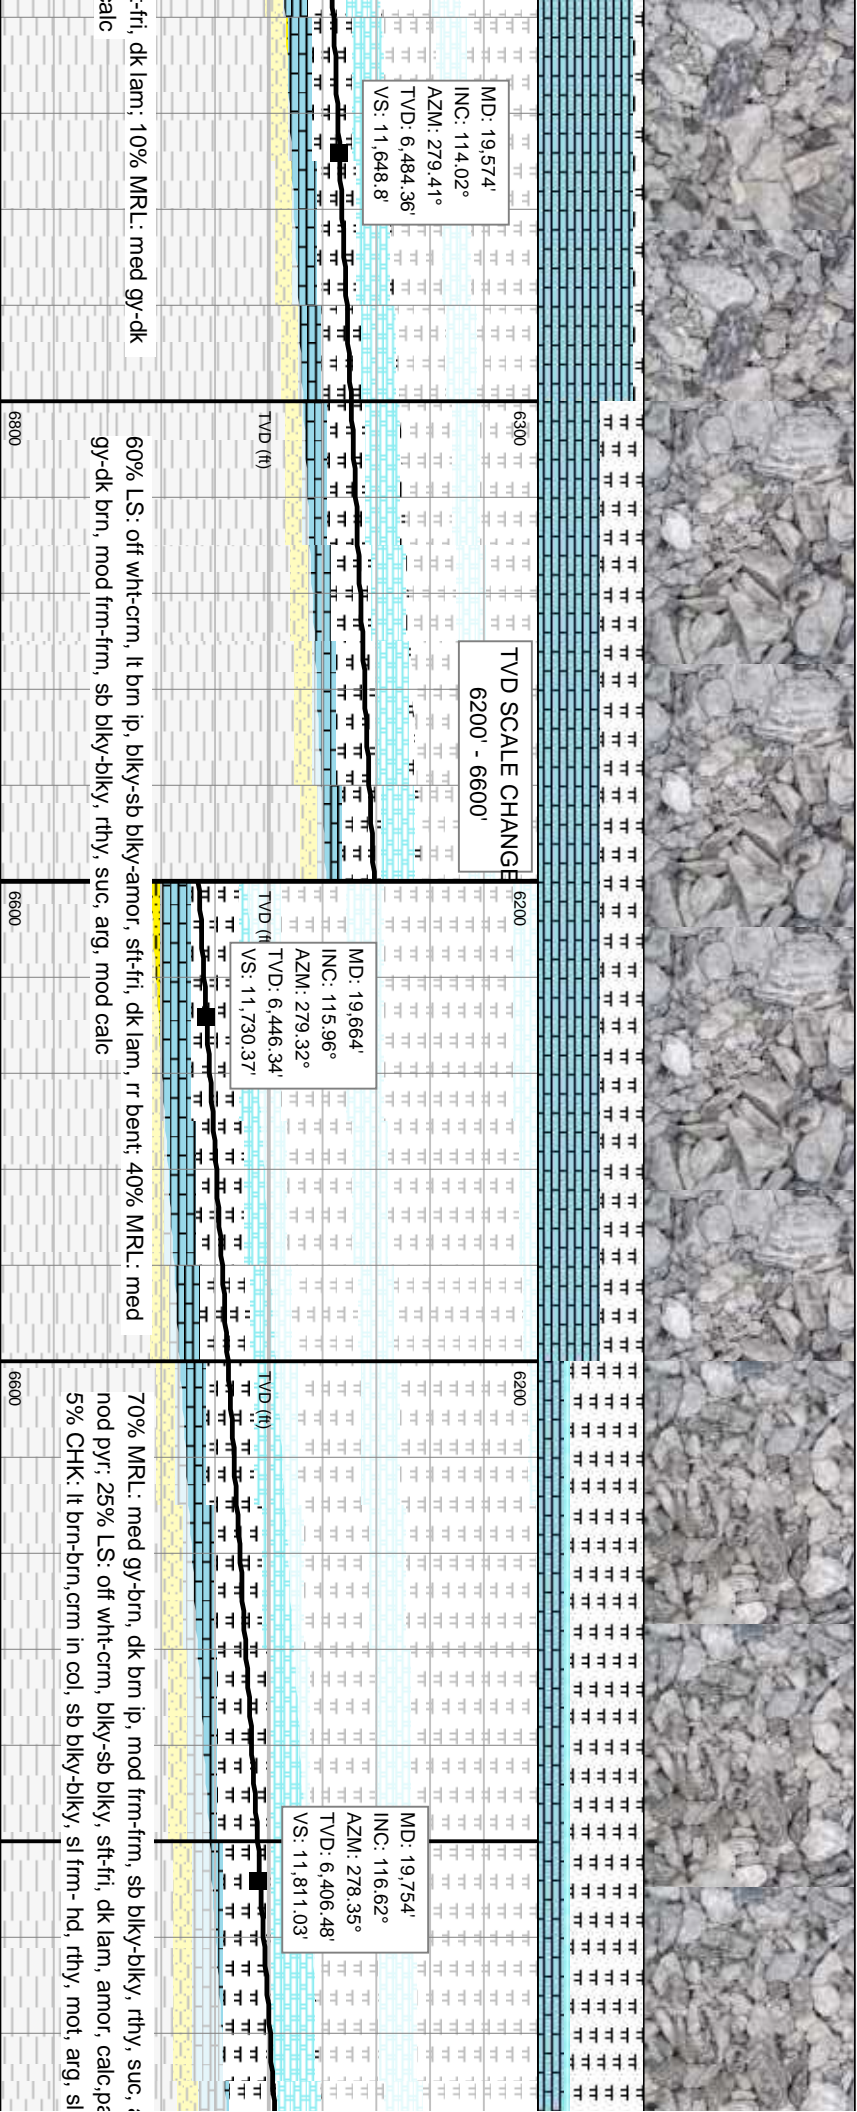 :-fri, dk lam; 10% MRL: med gy-dk
calc
MD: 19,574'
INC: 114.02°
AZM: 279.41°
TVD: 6,484.36'
VS: 11,648.8'
6300
TVD (ft)
6800
TVD SCALE CHANGE
6200' - 6600'
60% LS: off wht-crm, lt brn ip, blky-sb blky-amor, sft-fri, dk lam, rr bent; 40% MRL: med
gy-dk brn, mod frm-frm, sb blky-blky, rthy, suc, arg, mod calc
6200
TVD (ft
6600
MD: 19,664'
INC: 115.96°
AZM: 279.32°
TVD: 6,446.34'
VS: 11,730.37'
6200
TVD (ft)
6600
70% MRL: med gy-brn, dk brn ip, mod frm-frm, sb blky-blky, rthy, suc,
nod pyr; 25% LS: off wht-crm, blky-sb blky, sft-fri, dk lam, amor, calc,pa
5% CHK: lt brn-brn,crm in col, sb blky-blky, sl frm- hd, rthy, mot, arg, sl
MD: 19,754'
INC: 116.62°
AZM: 278.35°
TVD: 6,406.48'
VS: 11,811.03'